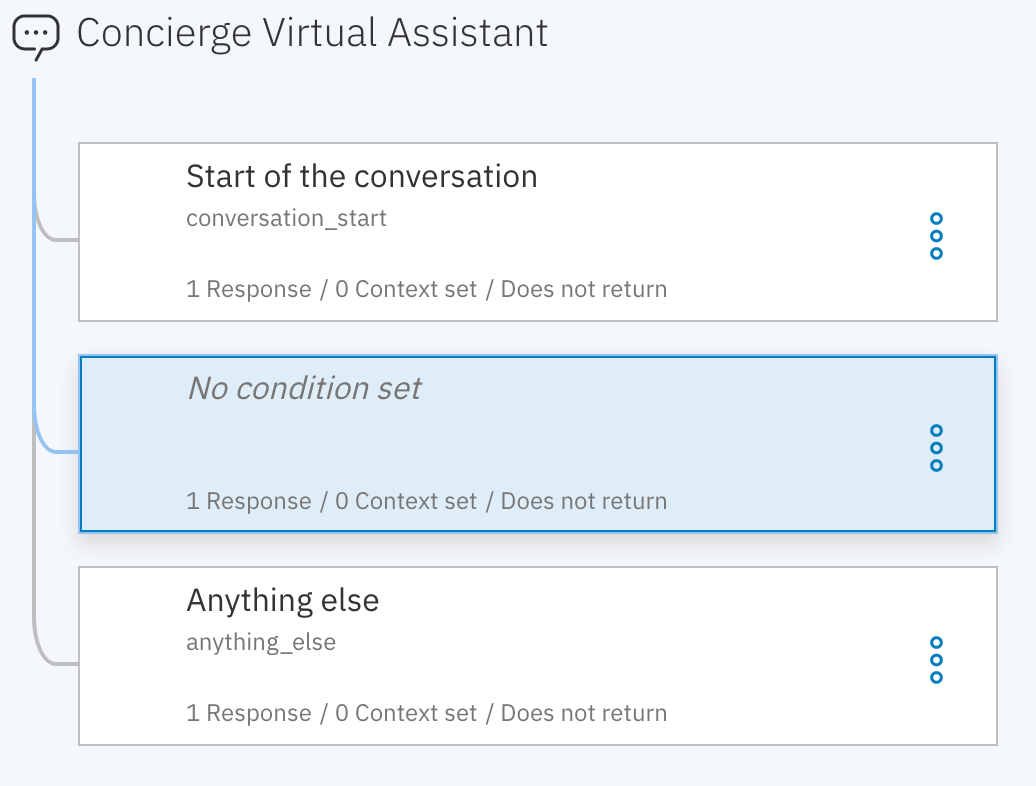 Concierge Virtual Assistant
Start of the conversation
conversation_start
1 Response / 0 Context set / Does not return
No condition set
1 Response / 0 Context set / Does not return
Anything else
anything_else
1 Response / 0 Context set / Does not return